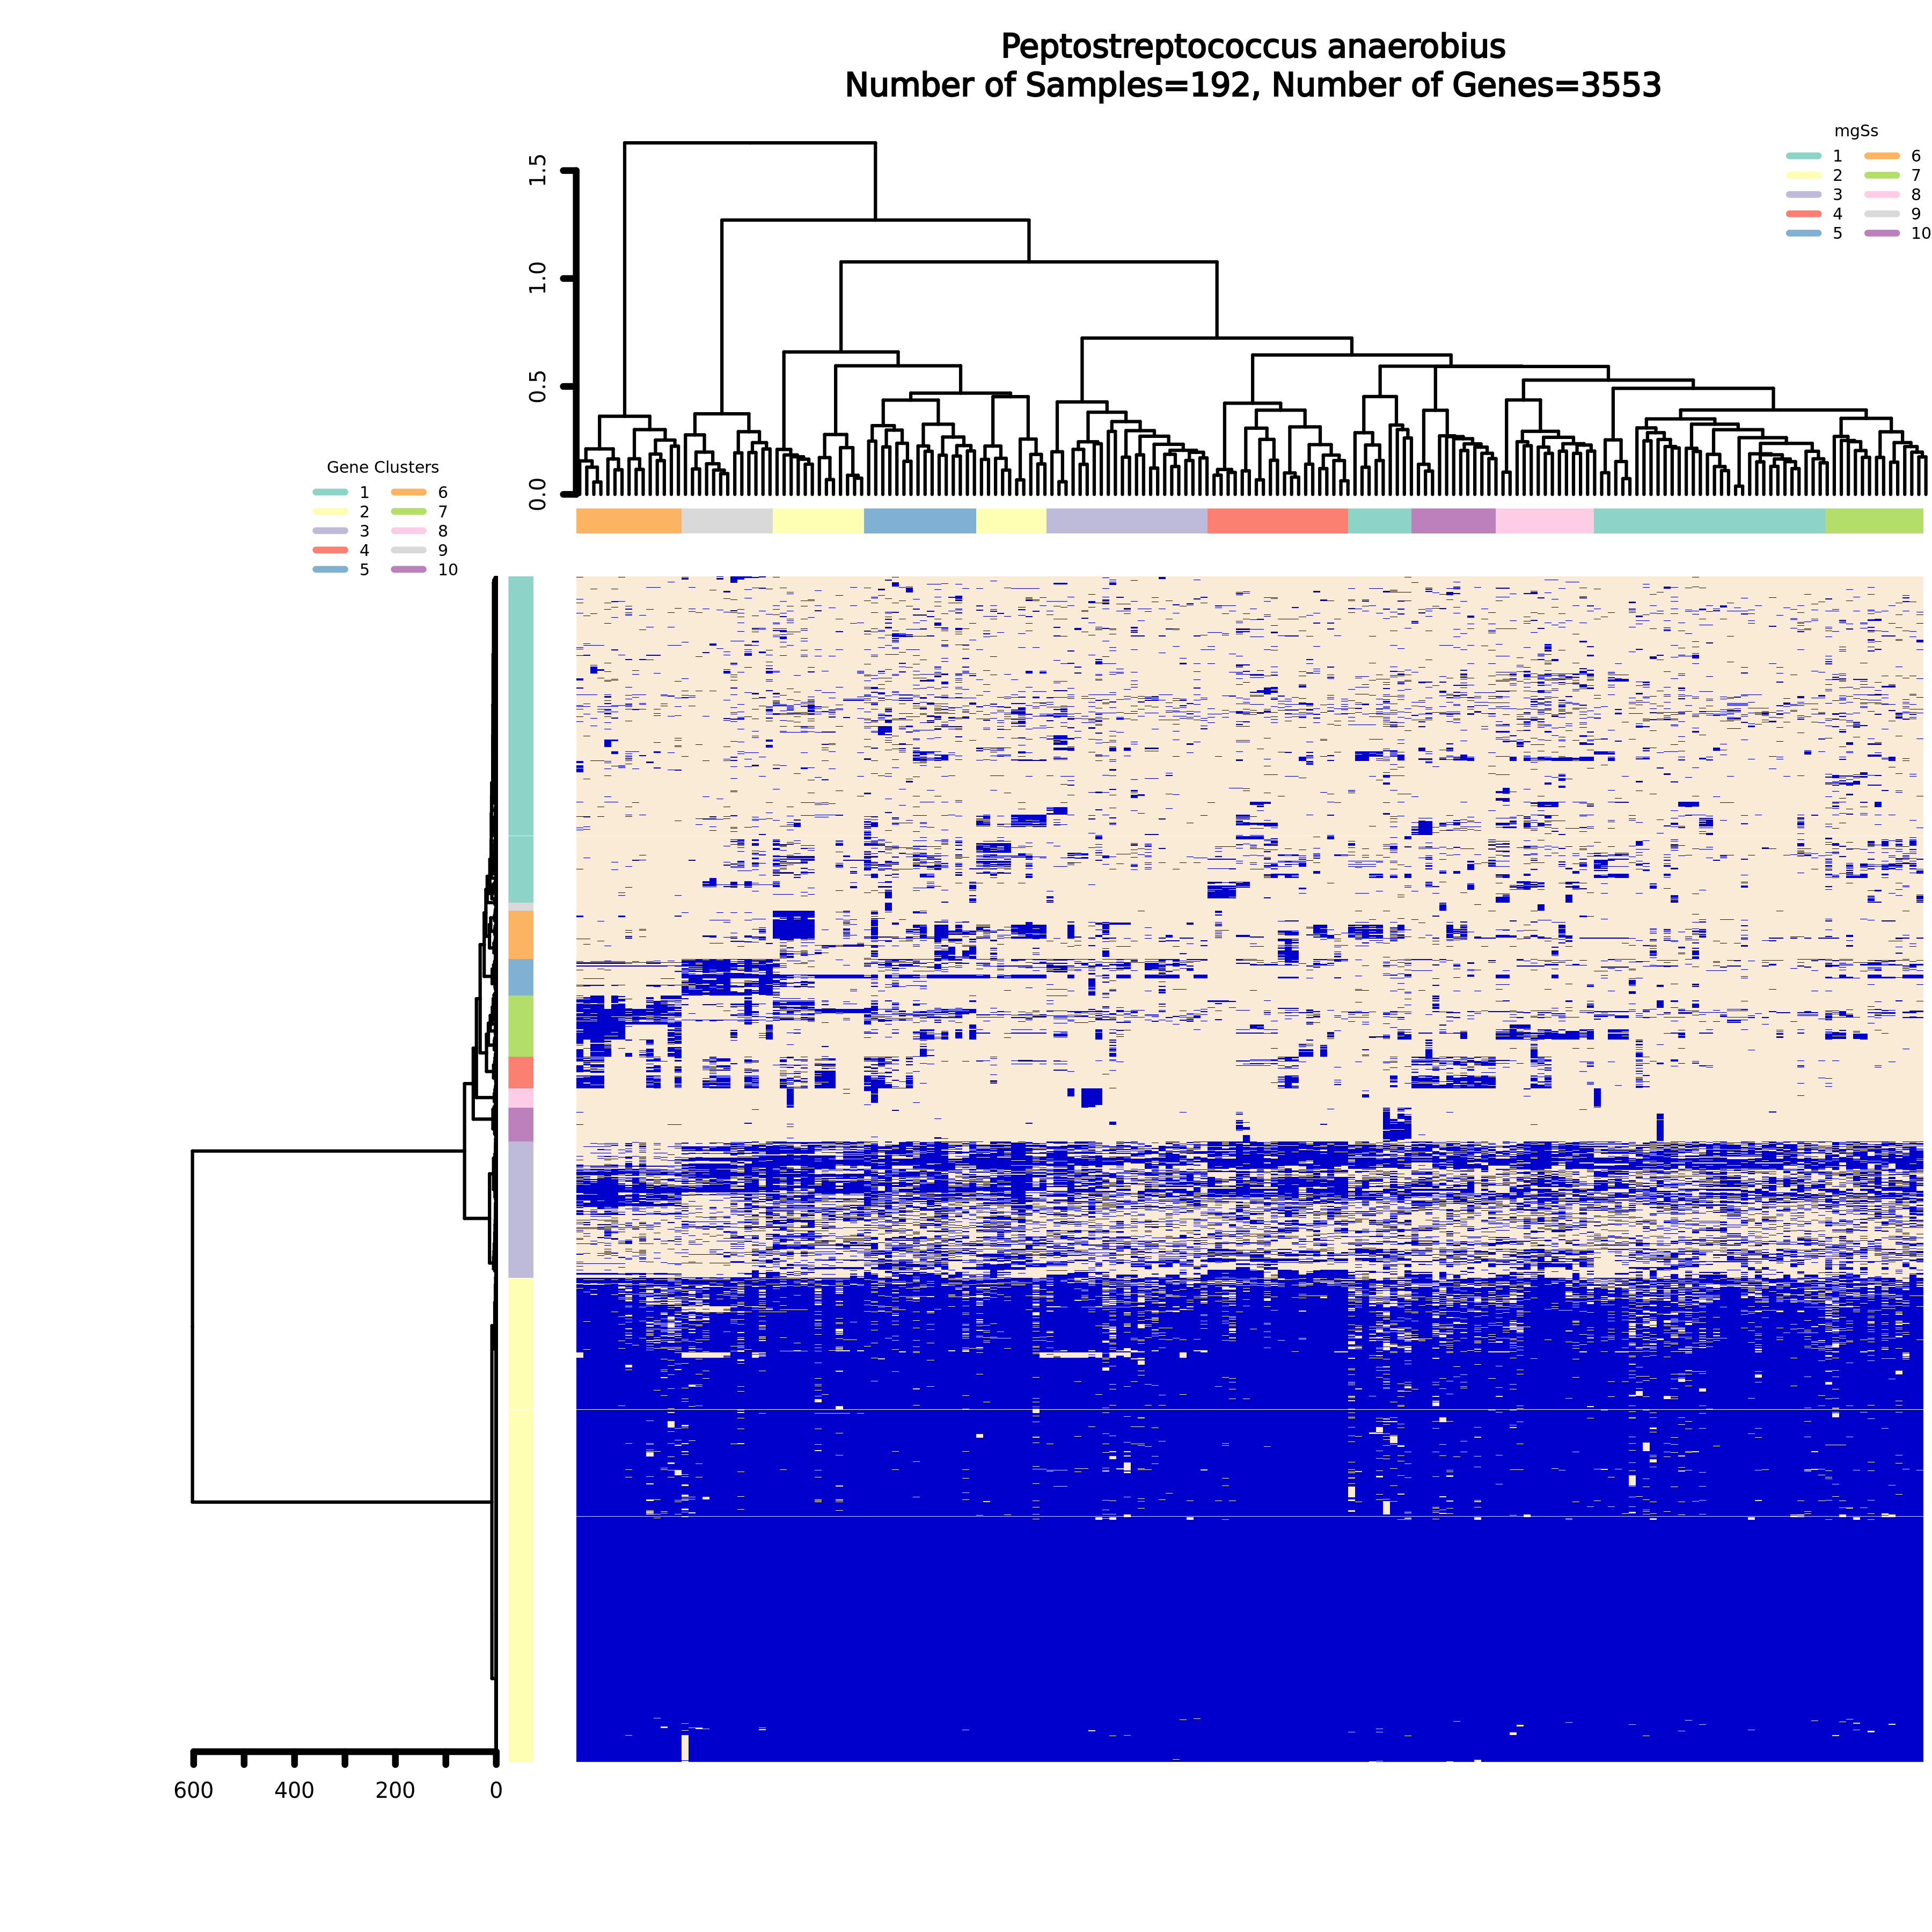 Peptostreptococcus anaerobius
Number of Samples=192, Number of Genes=3553
mgSs
1 6
2 7
3 8
4 9
5 10
1.5
1.0
0.5
0.0
Gene Clusters
1 6
2 7
3 8
4 9
5 10
600 400 200 0